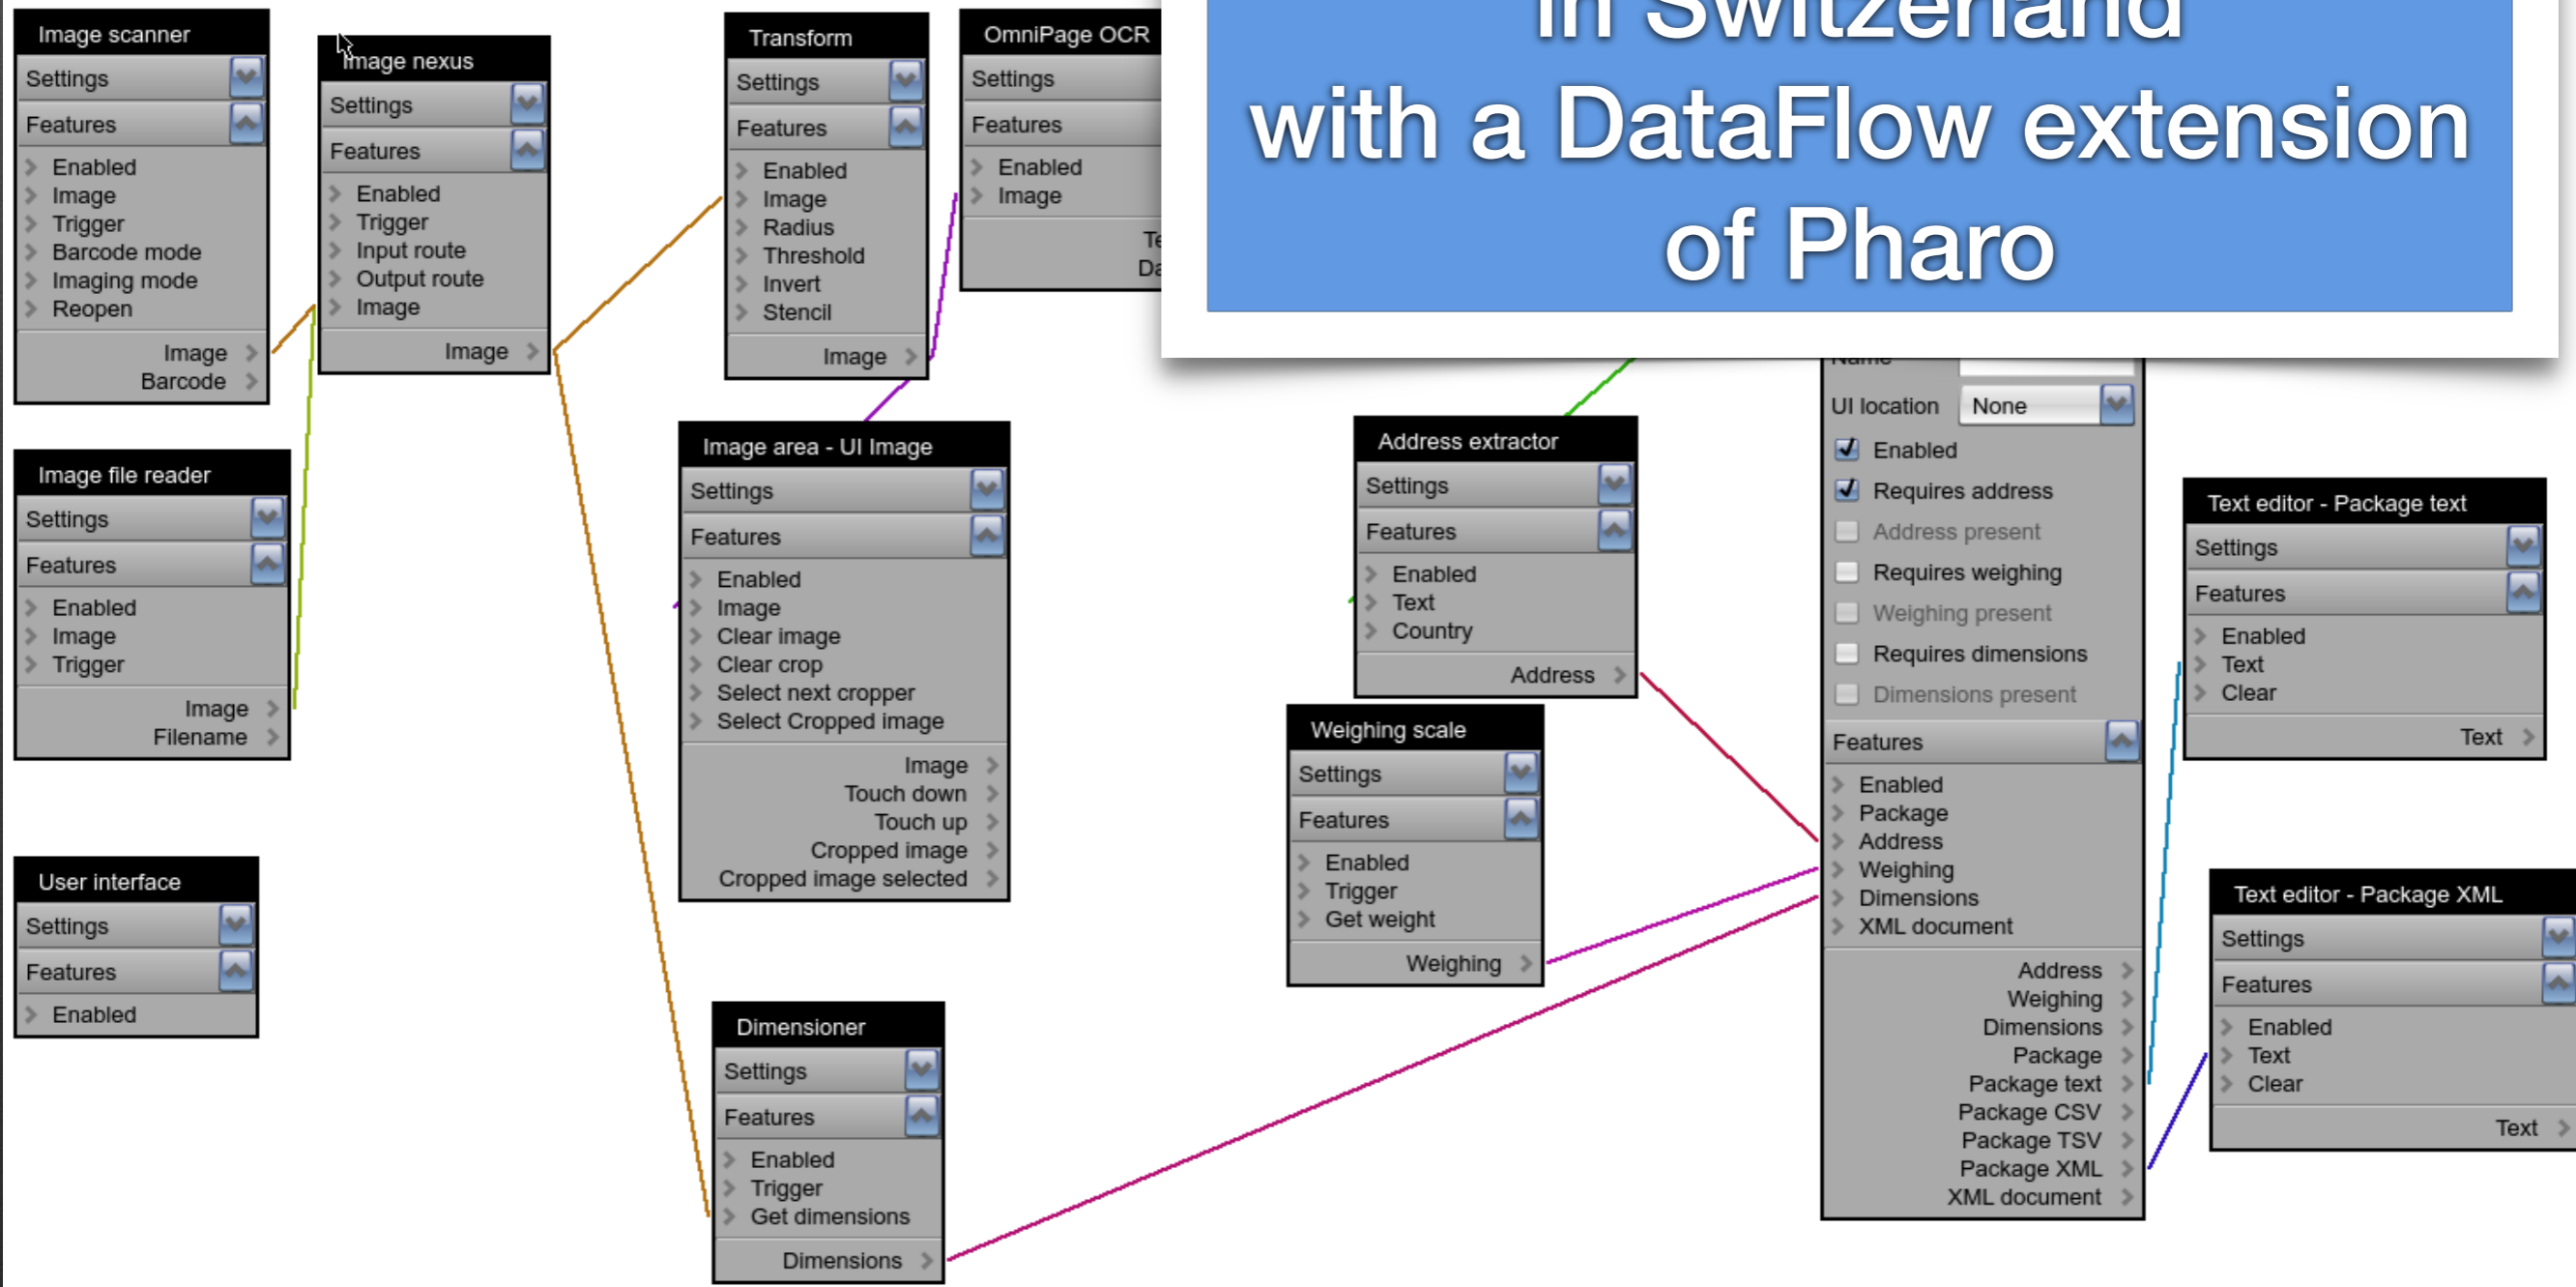 Image scanner
Settings
Features
Enabled
Image
Trigger
Barcode mode
Imaging mode
Reopen
Image
Barcode
Image nexus
Settings
Features
Enabled
Trigger
Input route
Output route
Image
Image
Transform
Settings
Features
Enabled
Image
Radius
Threshold
Invert
Stencil
Image
OmniPage OCR
Settings
Features
Enabled
Image
in Switzerland
with a DataFlow extension
of Pharo
Image file reader
Settings
Features
Enabled
Image
Trigger
Image
Filename
Image area - UI Image
Settings
Features
Enabled
Image
Clear image
Clear crop
Select next cropper
Select Cropped image
Image
Touch down
Touch up
Cropped image
Cropped image selected
Address extractor
Settings
Features
Enabled
Text
Country
Address
Weighing scale
Settings
Features
Enabled
Trigger
Get weight
Weighing
Name
UI location None
Enabled
Requires address
Address present
Requires weighing
Weighing present
Requires dimensions
Dimensions present
Features
Enabled
Package
Address
Weighing
Dimensions
XML document
Address
Weighing
Dimensions
Package
Package text
Package CSV
Package TSV
Package XML
XML document
Text editor - Package text
Settings
Features
Enabled
Text
Clear
Text
Text editor - Package XML
Settings
Features
Enabled
Text
Clear
Text
User interface
Settings
Features
Enabled
Dimensioner
Settings
Features
Enabled
Trigger
Get dimensions
Dimensions